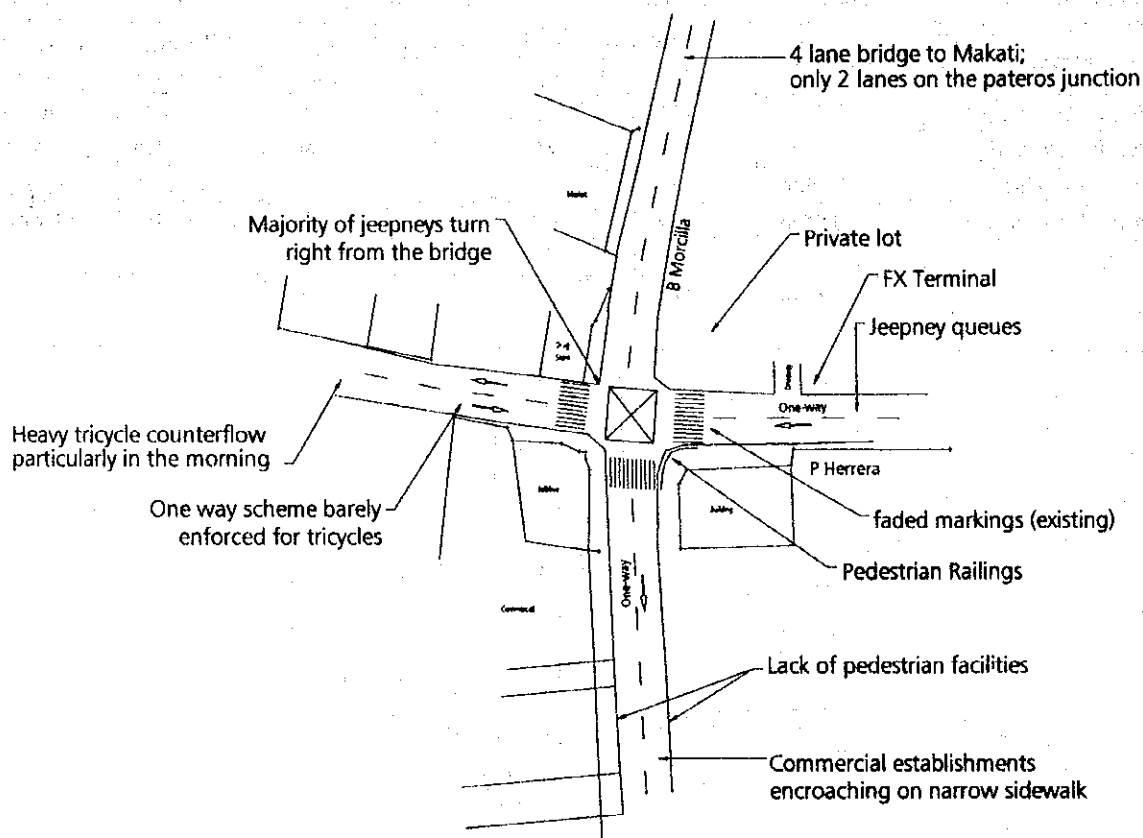 4 lane bridge to Makati;
only 2 lanes on the pateros junction
Market
Majority of jeepneys turn
right from the bridge
B Morcilla
Private lot
FX Terminal
Jeepney queues
One-way
Heavy tricycle counterflow
particularly in the morning
P Herrera
One way scheme barely
enforced for tricycles
faded markings (existing)
Building
Pedestrian Railings
One-way
Commercial
Lack of pedestrian facilities
Commercial establishments
encroaching on narrow sidewalk